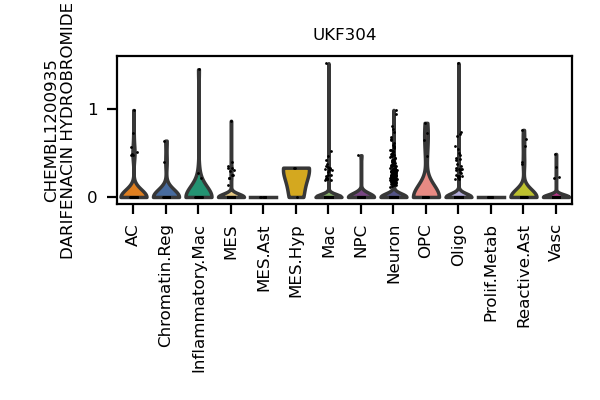 UKF304
CHEMBL1200935
DARIFENACIN HYDROBROMIDE
1
0
AC
Chromatin.Reg
Inflammatory.Mac
MES
MES.Ast
MES.Hyp
Mac
NPC
Neuron
OPC
Oligo
Prolif.Metab
Reactive.Ast
Vasc